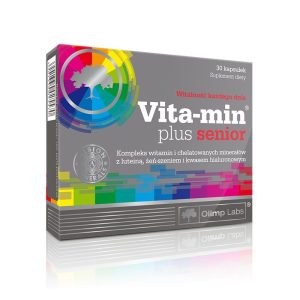 30 kapsułek
Suplement diety
Witalność każdego dnia
Vita-min®
plus senior
Kompleks witamin i chelatowanych minerałów
z luteiną, żeń-szeniem i kwasem hialuronowym
Olimp Labs®